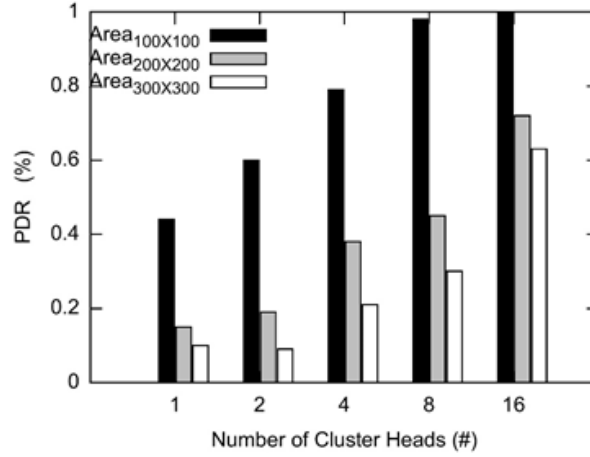 1
0.8
0.6
0.4
0.2
0
PDR (%)
Area100X100
Area200X200
Area300X300
1 2 4 8 16
Number of Cluster Heads (#)